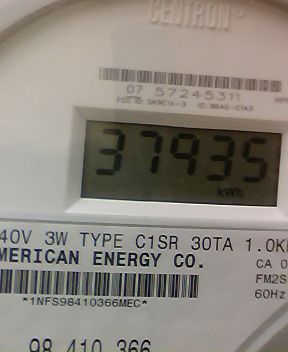 CENTRON®
07 57245311
37935
kWh
40V 3W TYPE C1SR 30TA 1.0K
MERICAN ENERGY CO.
CA 0
FM2S
*1NFS98410366MEC*
60Hz
98 410 366